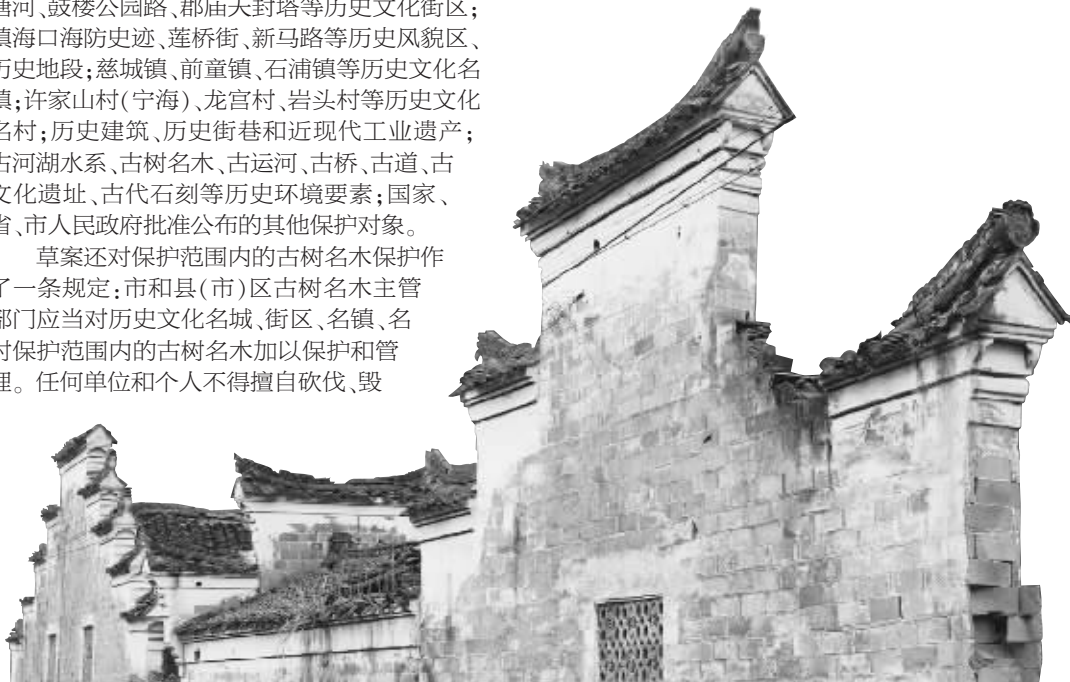 塘河、鼓楼公园路、郡庙天封塔等历史文化街区；
镇海口海防史迹、莲桥街、新马路等历史风貌区、
历史地段；慈城镇、前童镇、石浦镇等历史文化名
镇；许家山村(宁海)、龙宫村、岩头村等历史文化
名村；历史建筑、历史街巷和近现代工业遗产；
古河湖水系、古树名木、古运河、古桥、古道、古
文化遗址、古代石刻等历史环境要素；国家、
省、市人民政府批准公布的其他保护对象。
草案还对保护范围内的古树名木保护作
了一条规定：市和县(市)区古树名木主管
部门应当对历史文化名城、街区、名镇、名
村保护范围内的古树名木加以保护和管
理。任何单位和个人不得擅自砍伐、毁